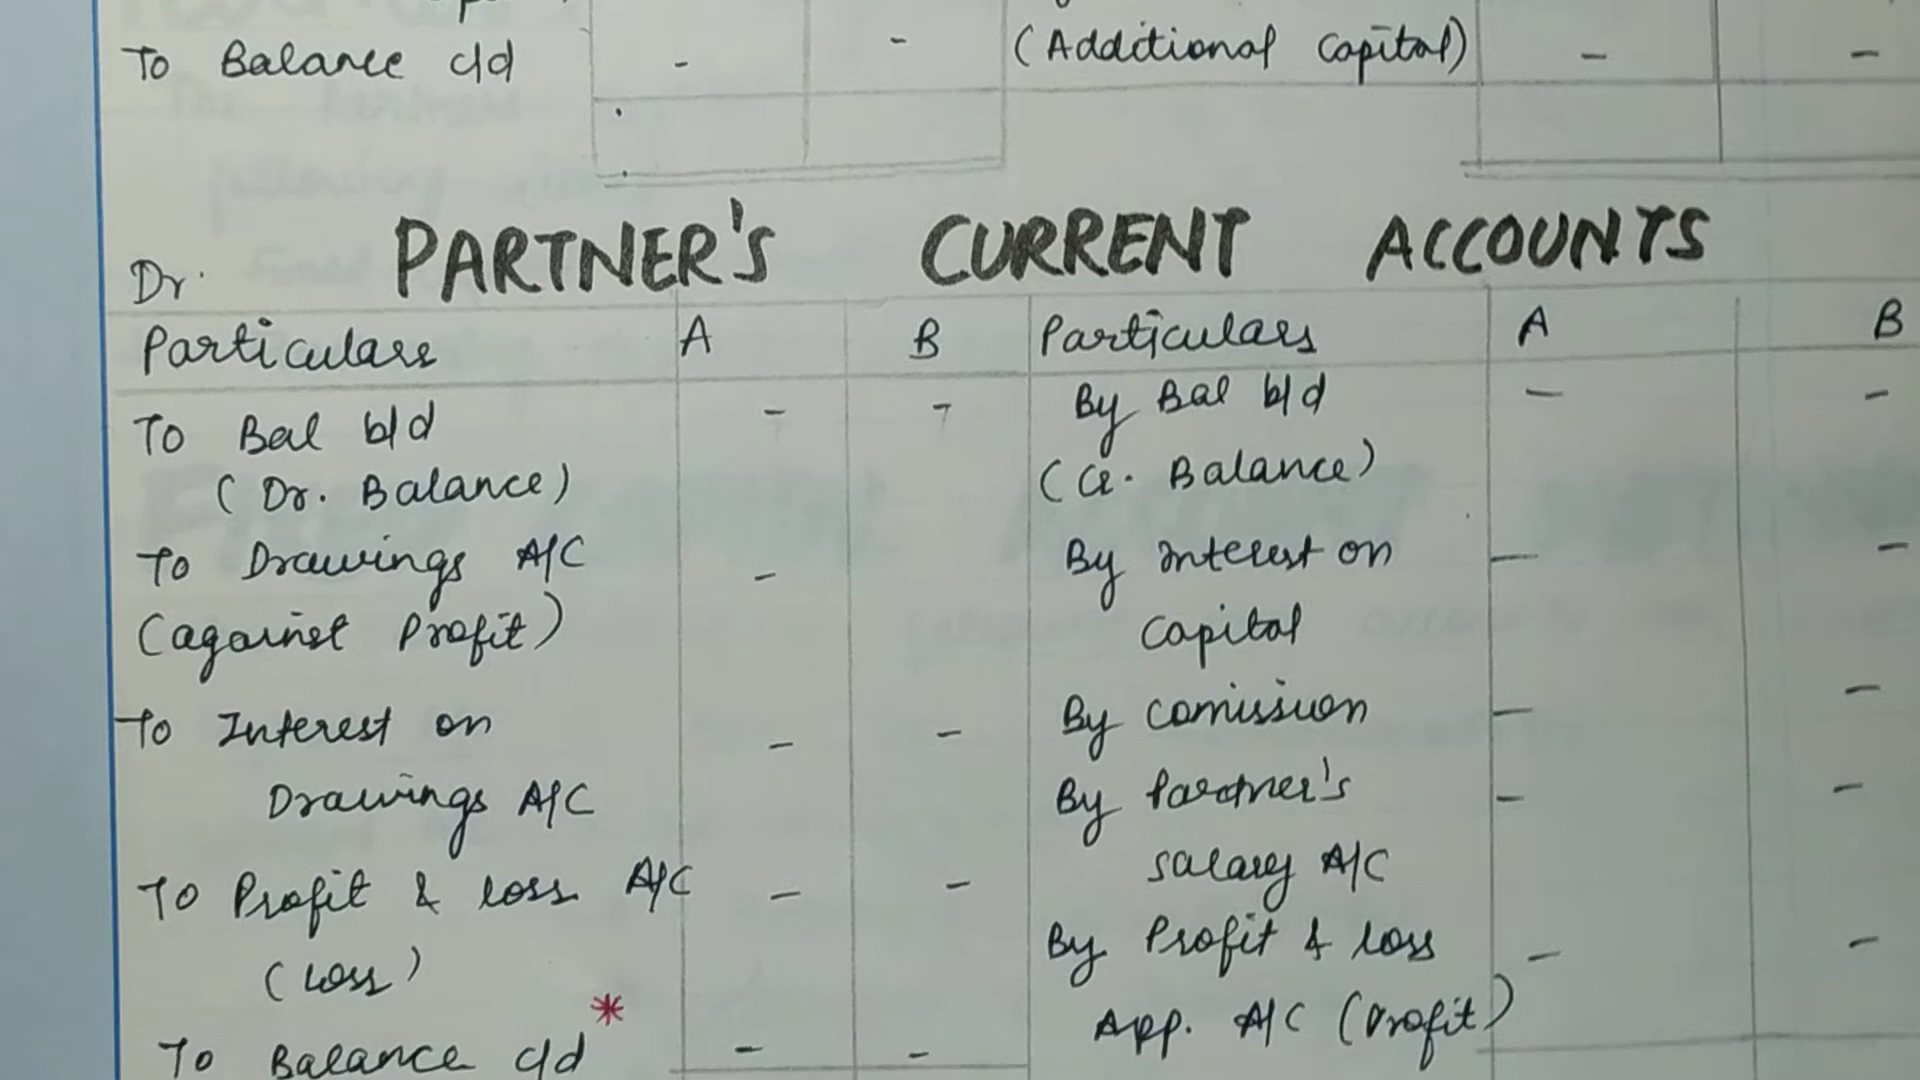 To Balance c/d - - (Additional Capital) - -
PARTNER'S CURRENT ACCOUNTS
Dr.
Particulars A B Particulars A B
To Bal b/d - - By Bal b/d - -
(Dr. Balance) (Cr. Balance)
To Drawings A/C - By Interest on - -
(against Profit) Capital
To Interest on - - By Comission - -
Drawings A/C By Partner's - -
Salary A/C
To Profit & Loss A/C - - By Profit & Loss - -
(Loss) App. A/C (Profit)
To Balance c/d * - -